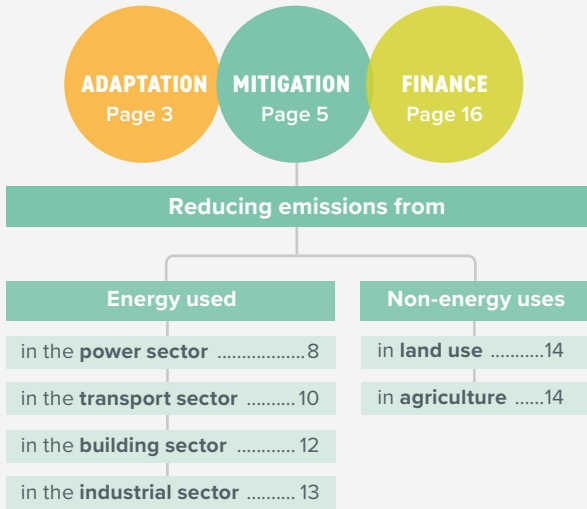 ADAPTATION
Page 3
MITIGATION
Page 5
FINANCE
Page 16
Reducing emissions from
Energy used
in the power sector ..................8
in the transport sector ..........10
in the building sector ............12
in the industrial sector ..........13
Non-energy uses
in land use ...........14
in agriculture ......14